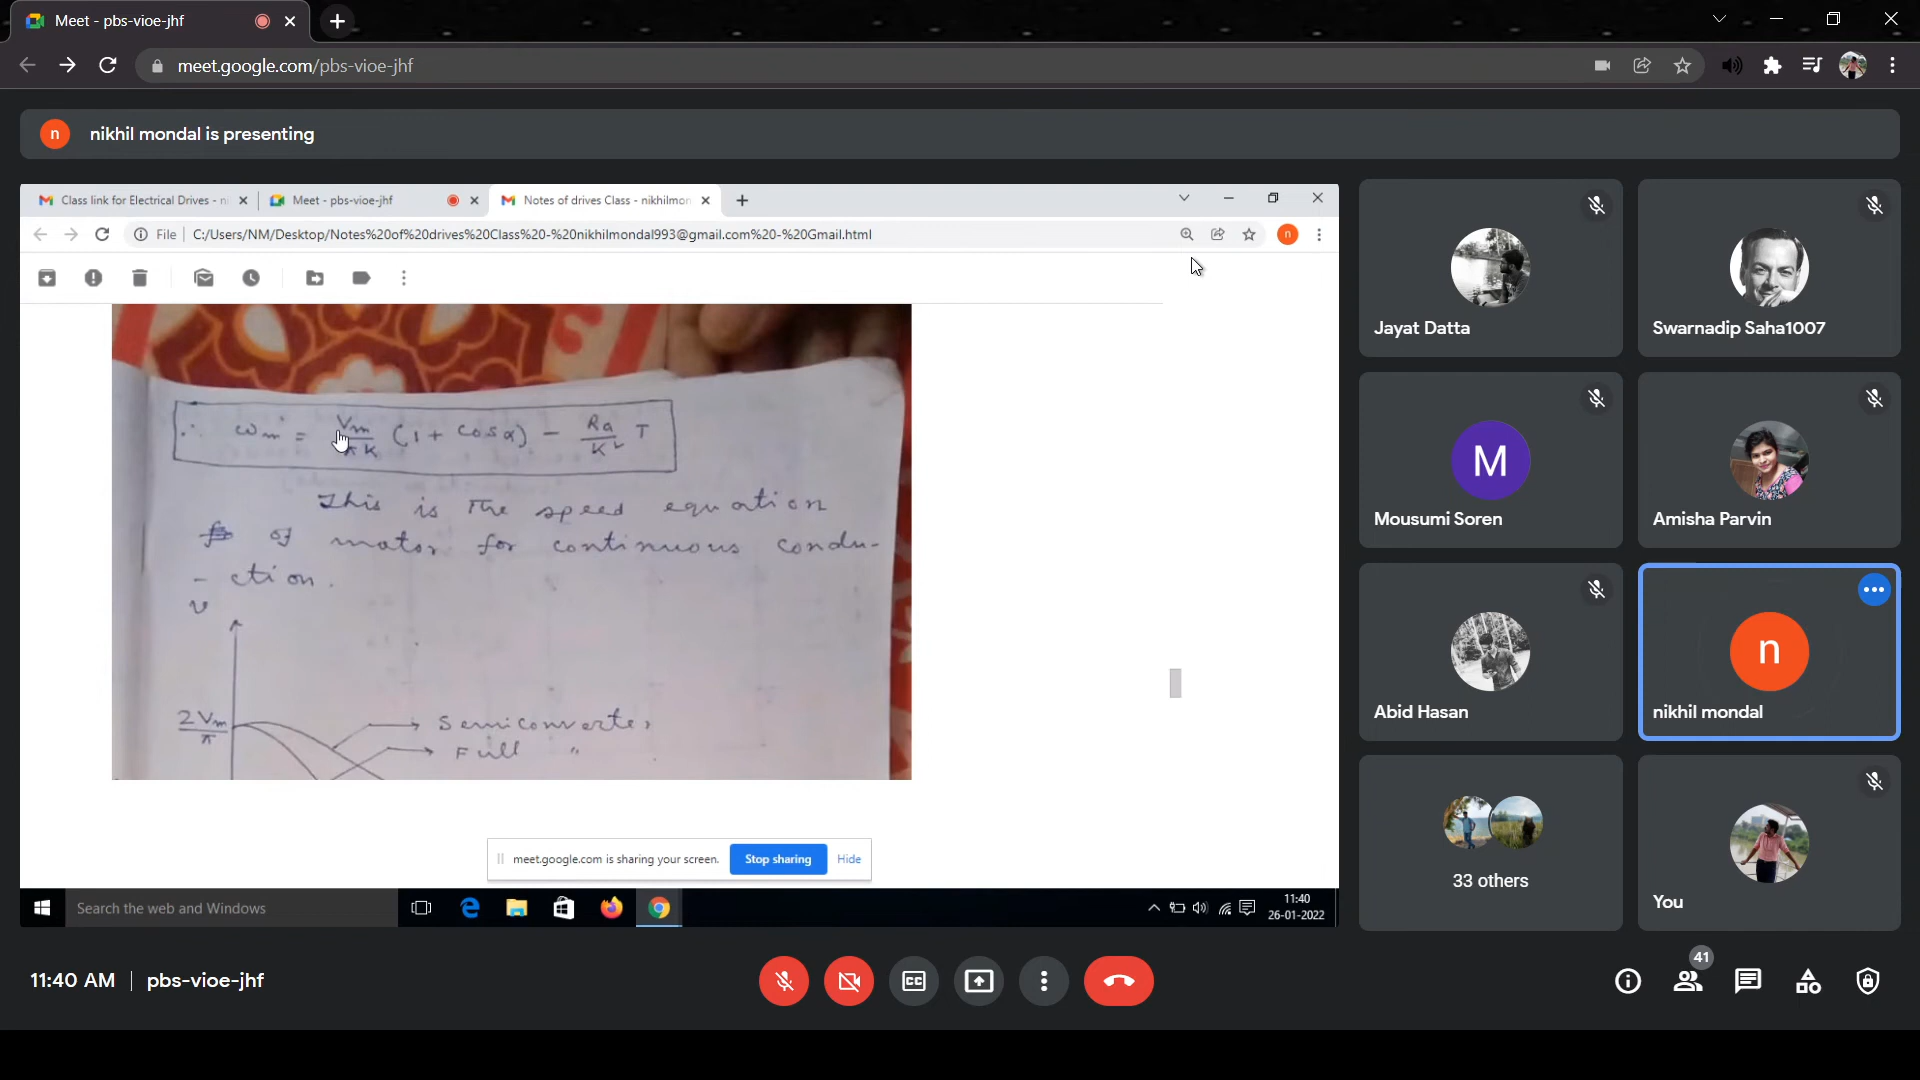 Meet - pbs-vioe-jhf
meet.google.com/pbs-vioe-jhf
n nikhil mondal is presenting
Class link for Electrical Drives - n
Meet - pbs-vioe-jhf
Notes of drives Class - nikhilmon
File C:/Users/NM/Desktop/Notes%20of%20drives%20Class%20-%20nikhilmondal993@gmail.com%20-%20Gmail.html
n
∴ ωm = Vm/πK (1 + cosα) - Ra/K² T
This is the speed equation
of motor for continuous condu-
- ction.
v
2Vm/π
Semiconverter
Full "
meet.google.com is sharing your screen. Stop sharing Hide
Search the web and Windows
11:40
26-01-2022
Jayat Datta
Swarnadip Saha1007
M
Mousumi Soren
Amisha Parvin
Abid Hasan
n
nikhil mondal
33 others
You
11:40 AM | pbs-vioe-jhf
CC
41